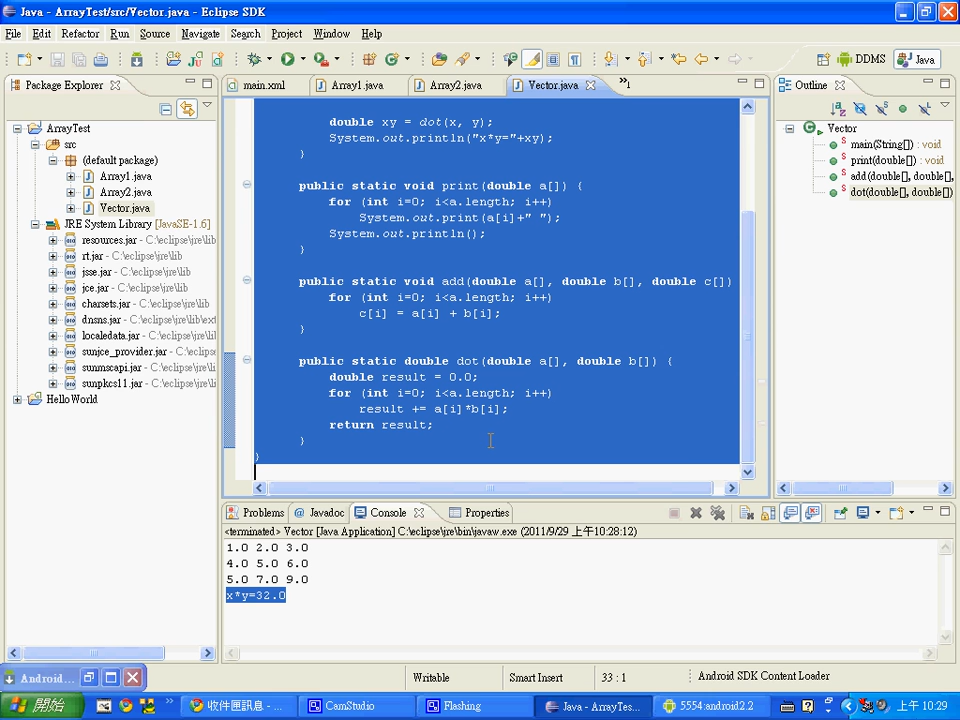 Java - ArrayTest/src/Vector.java - Eclipse SDK
File Edit Refactor Run Source Navigate Search Project Window Help
DDMS Java
Package Explorer
main.xml Array1.java Array2.java Vector.java »1
Outline
ArrayTest
src
(default package)
Array1.java
Array2.java
Vector.java
JRE System Library [JavaSE-1.6]
resources.jar - C:\eclipse\jre\lib
rt.jar - C:\eclipse\jre\lib
jsse.jar - C:\eclipse\jre\lib
jce.jar - C:\eclipse\jre\lib
charsets.jar - C:\eclipse\jre\lib
dnsns.jar - C:\eclipse\jre\lib\ext
localedata.jar - C:\eclipse\jre\lib
sunjce_provider.jar - C:\eclipse
sunmscapi.jar - C:\eclipse\jre\lib
sunpkcs11.jar - C:\eclipse\jre\lib
HelloWorld
double xy = dot(x, y);
System.out.println("x*y="+xy);
}
public static void print(double a[]) {
for (int i=0; i<a.length; i++)
System.out.print(a[i]+" ");
System.out.println();
}
public static void add(double a[], double b[], double c[])
for (int i=0; i<a.length; i++)
c[i] = a[i] + b[i];
}
public static double dot(double a[], double b[]) {
double result = 0.0;
for (int i=0; i<a.length; i++)
result += a[i]*b[i];
return result;
}
}
Vector
main(String[]) : void
print(double[]) : void
add(double[], double[],
dot(double[], double[])
Problems @ Javadoc Console Properties
<terminated> Vector [Java Application] C:\eclipse\jre\bin\javaw.exe (2011/9/29 上午10:28:12)
1.0 2.0 3.0
4.0 5.0 6.0
5.0 7.0 9.0
x*y=32.0
Android...
Writable Smart Insert 33 : 1 Android SDK Content Loader
開始 » 收件匣訊息 - ... CamStudio Flashing Java - ArrayTes... 5554:android2.2 上午 10:29